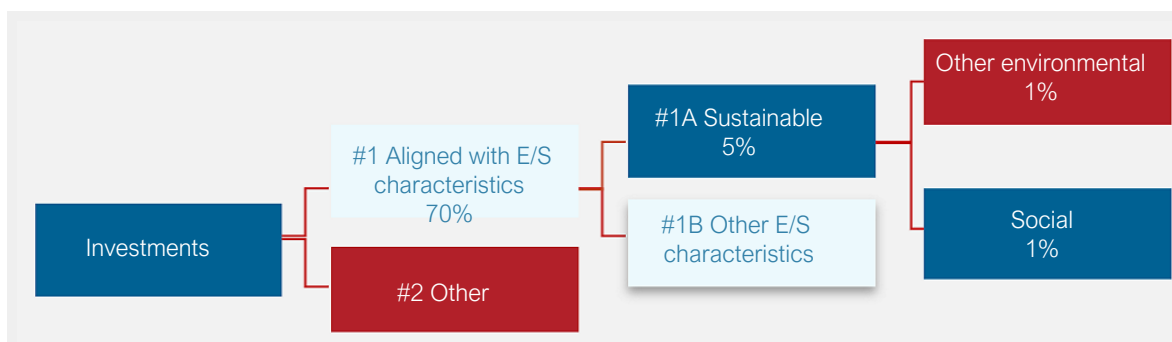 Investments
#1 Aligned with E/S
characteristics
70%
#2 Other
#1A Sustainable
5%
#1B Other E/S
characteristics
Other environmental
1%
Social
1%